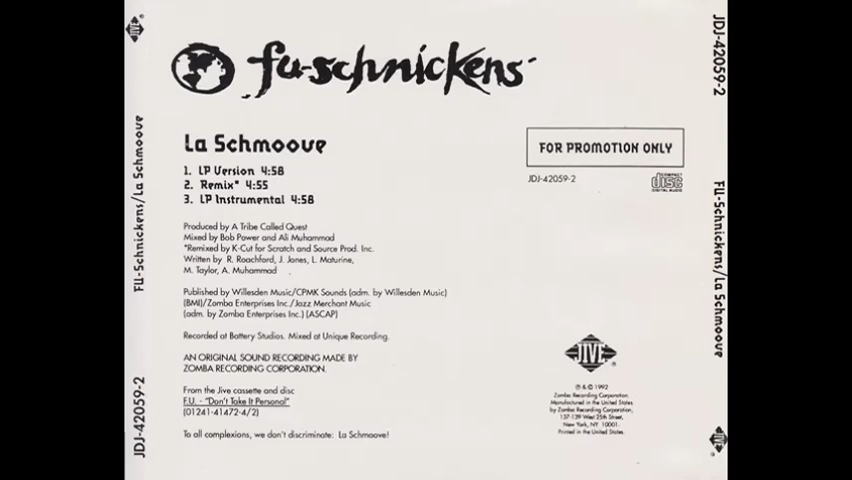 fu-schnickens
La Schmoove
1. LP Version 4:58
2. Remix* 4:55
3. LP Instrumental 4:58
FOR PROMOTION ONLY
JDJ-42059-2
COMPACT
disc
DIGITAL AUDIO
Produced by A Tribe Called Quest
Mixed by Bob Power and Ali Muhammad
*Remixed by K-Cut for Scratch and Source Prod. Inc.
Written by R. Roachford, J. Jones, L. Maturine,
M. Taylor, A. Muhammad
Published by Willesden Music/CPMK Sounds (adm. by Willesden Music)
(BMI)/Zomba Enterprises Inc./Jazz Merchant Music
(adm. by Zomba Enterprises Inc.) (ASCAP)
Recorded at Battery Studios. Mixed at Unique Recording.
AN ORIGINAL SOUND RECORDING MADE BY
ZOMBA RECORDING CORPORATION.
From the Jive cassette and disc
F.U. - "Don't Take It Personal"
(01241-41472-4/2)
To all complexions, we don't discriminate: La Schmoove!
JIVE
®
℗ & © 1992
Zomba Recording Corporation.
Manufactured in the United States
by Zomba Recording Corporation,
137-139 West 25th Street,
New York, NY 10001.
Printed in the United States.
JIVE
®
FU-Schnickens/La Schmoove
JDJ-42059-2
JDJ-42059-2
FU-Schnickens/La Schmoove
JIVE
®